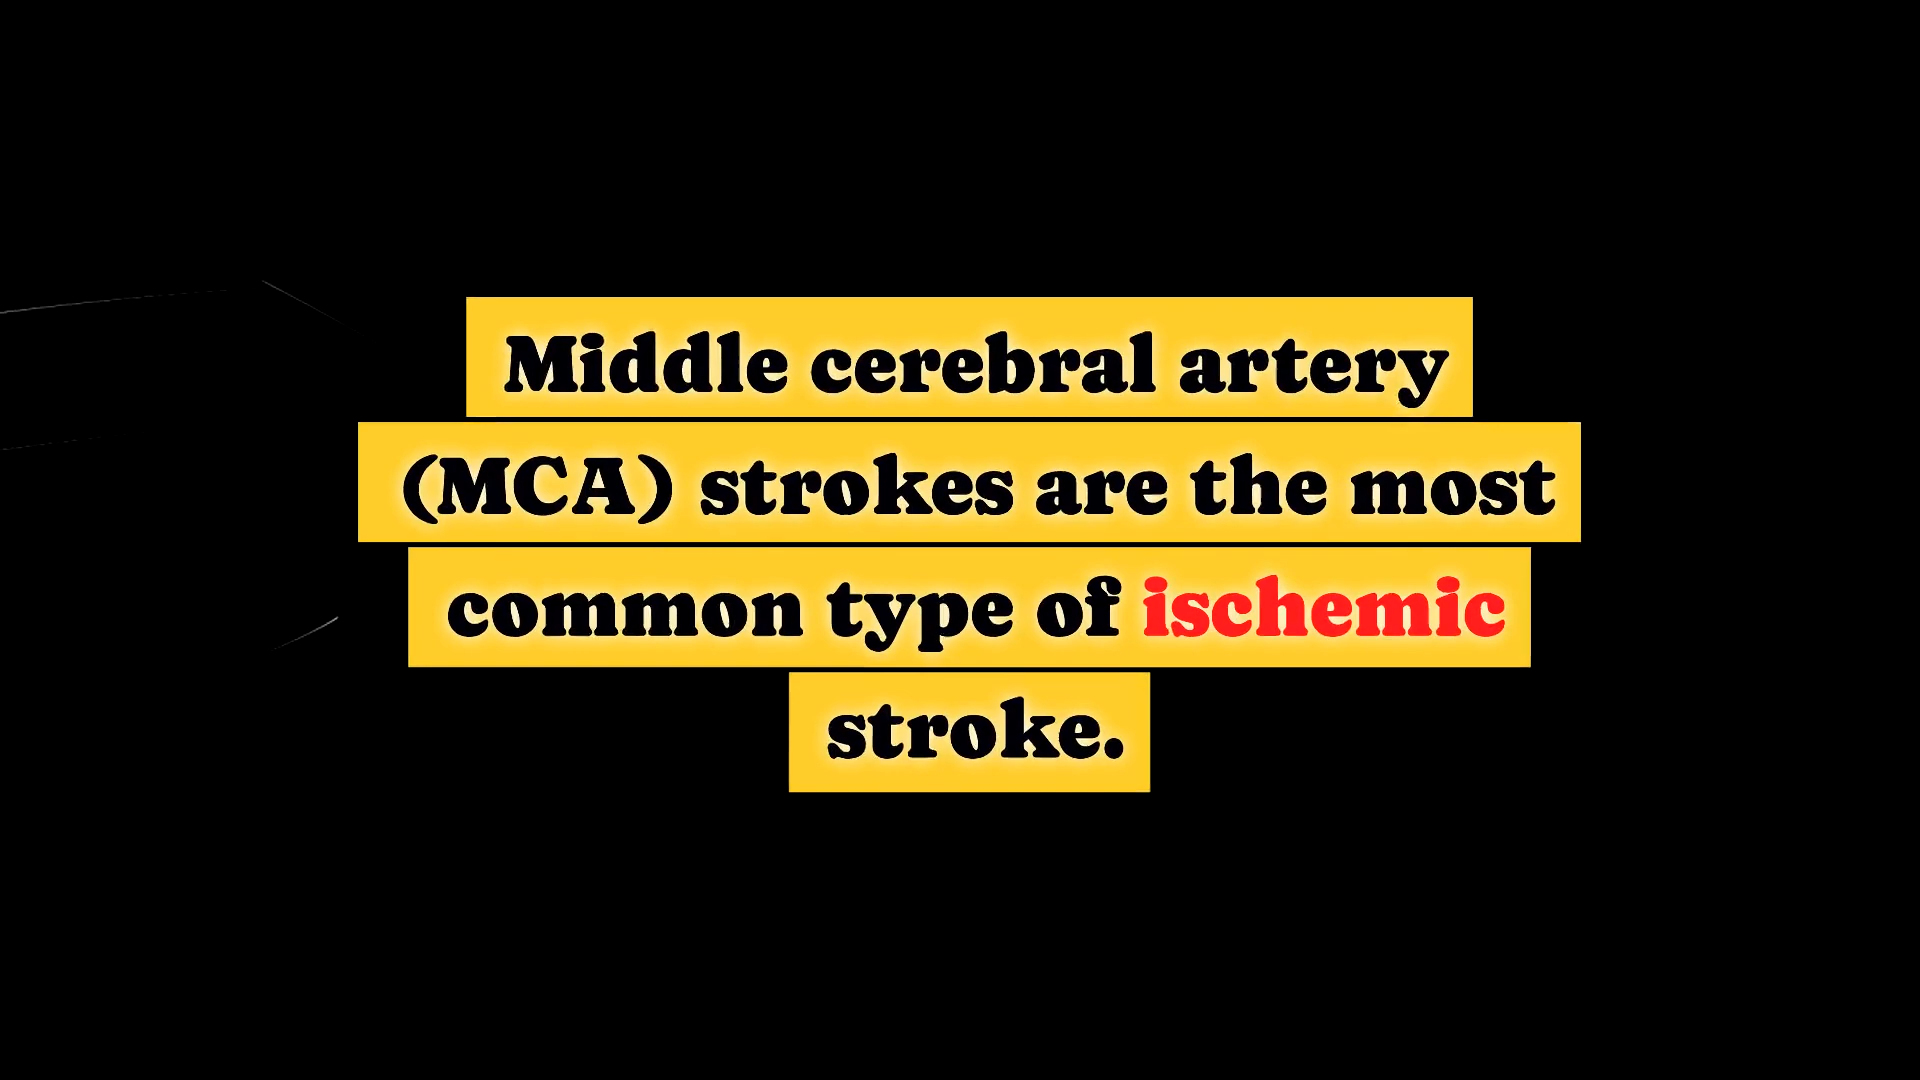 Middle cerebral artery
(MCA) strokes are the most
common type of ischemic
stroke.